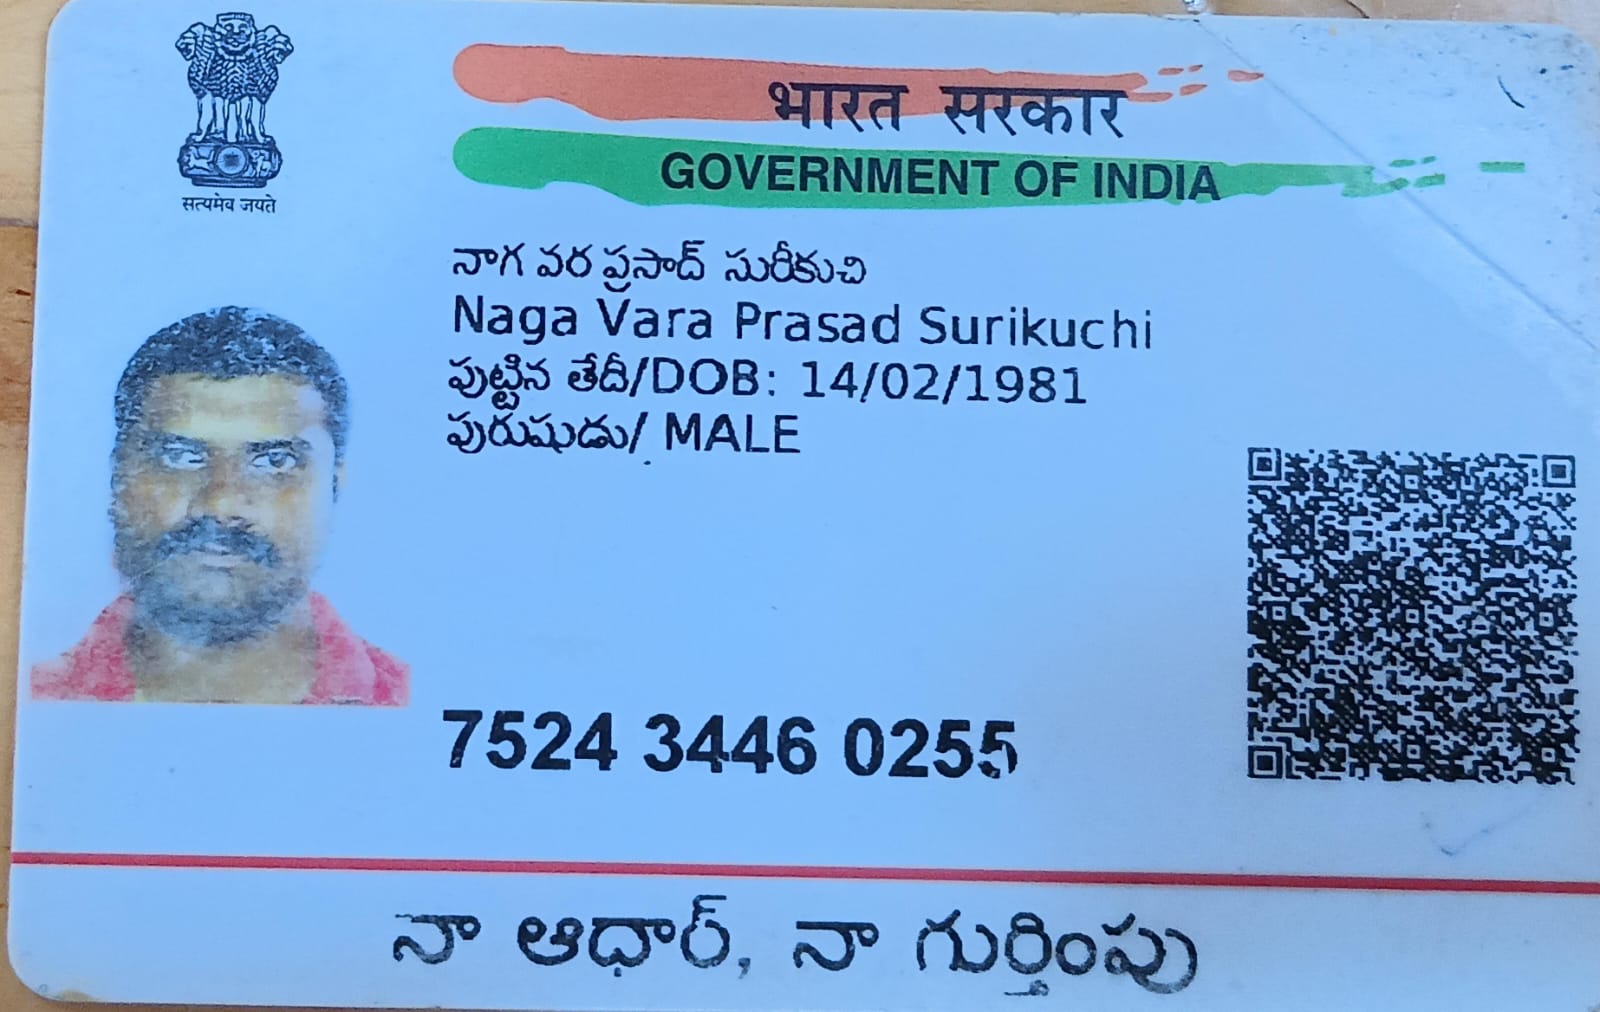 सत्यमेव जयते
भारत सरकार
GOVERNMENT OF INDIA
నాగ వర ప్రసాద్ సురీకుచి
Naga Vara Prasad Surikuchi
పుట్టిన తేదీ/DOB: 14/02/1981
పురుషుడు/ MALE
7524 3446 0255
నా ఆధార్, నా గుర్తింపు